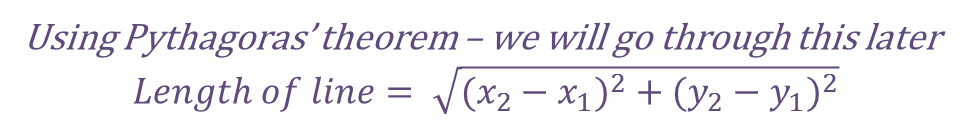 Using Pythagoras’ theorem – we will go through this later
Length of line = √(x₂ − x₁)² + (y₂ − y₁)²